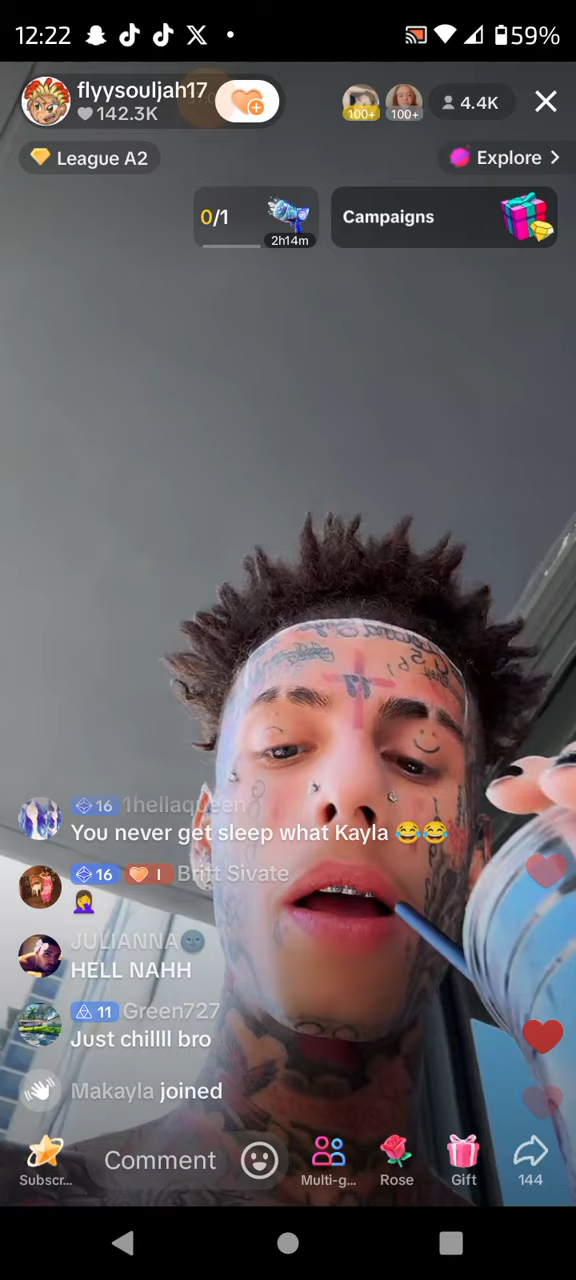 12:22
59%
flyysouljah17
142.3K
100+
100+
4.4K
League A2
Explore
0/1
2h14m
Campaigns
16 1hellaqueen
You never get sleep what Kayla 😂😂
16 I Britt Sivate
🤦‍♀️
JULIANNA🌚
HELL NAHH
11 Green727
Just chillll bro
Makayla joined
Subscr...
Comment
Multi-g...
Rose
Gift
144